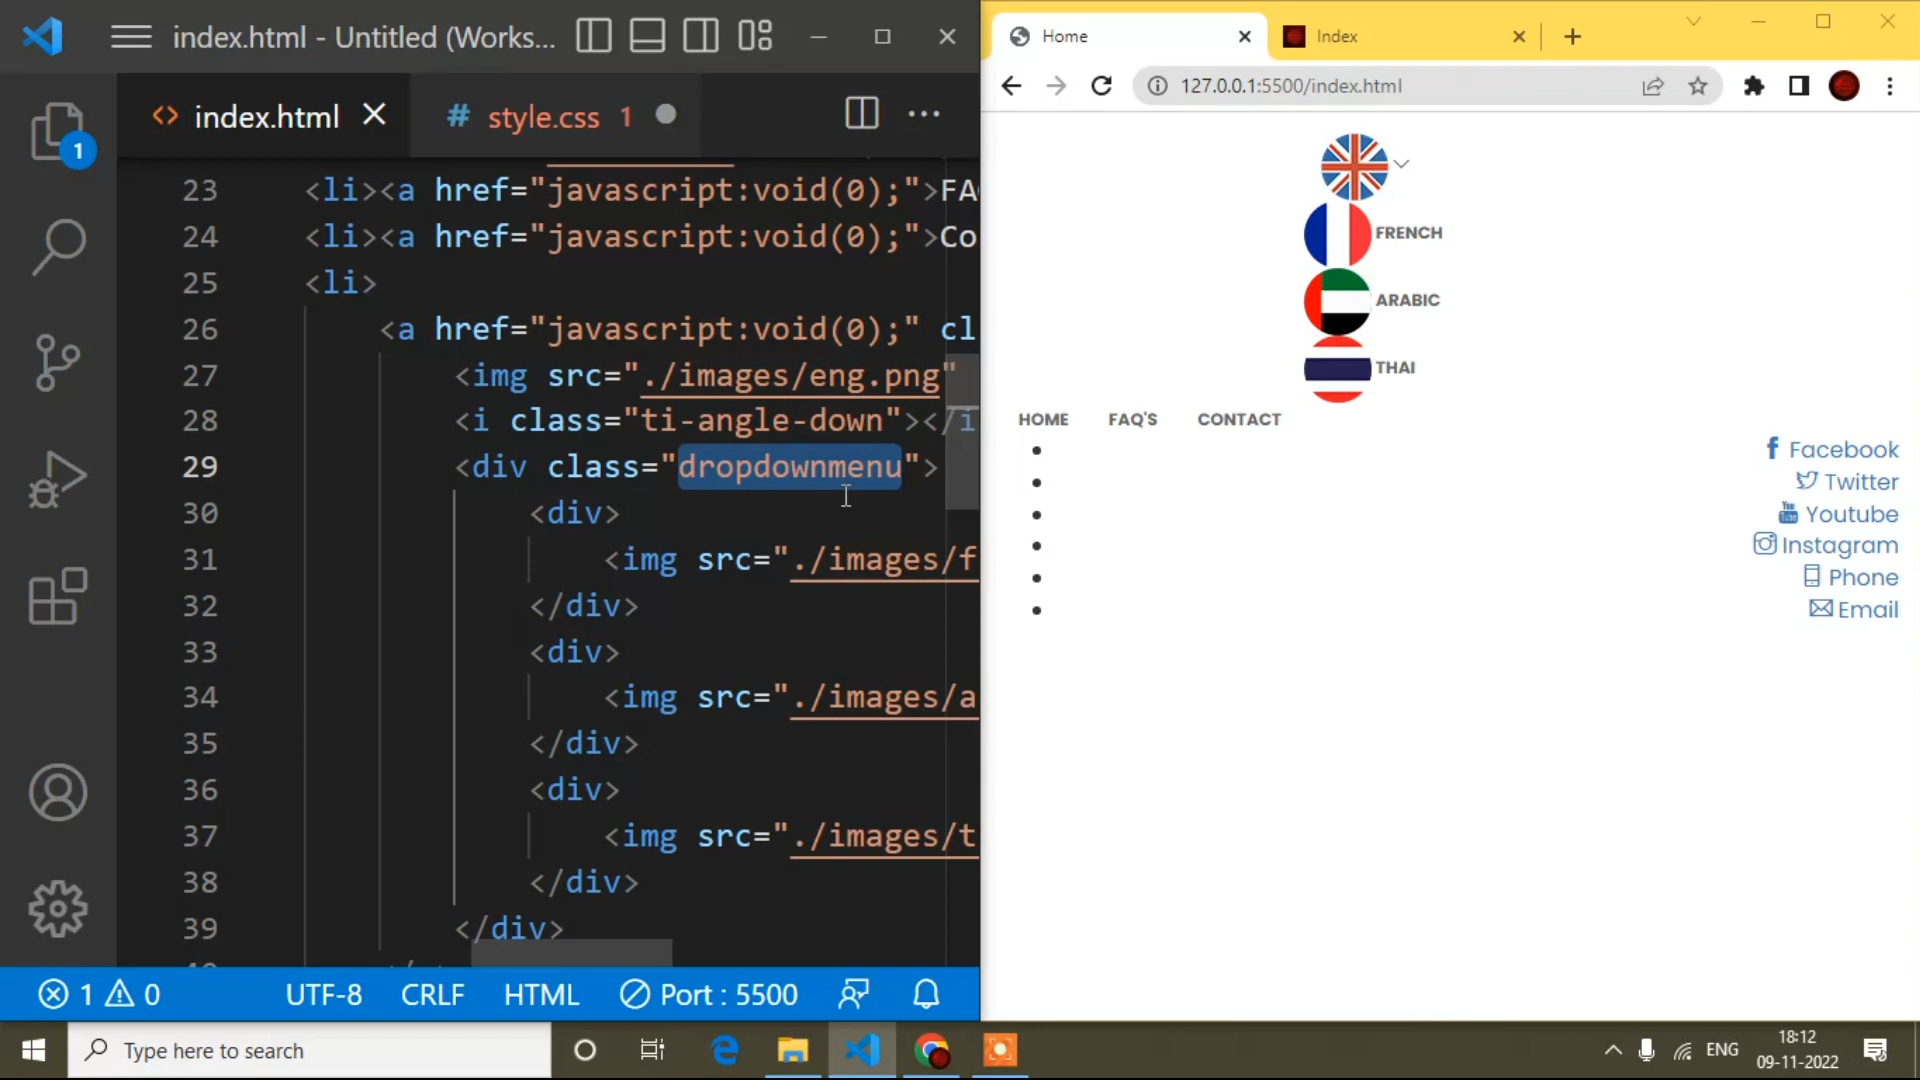 index.html - Untitled (Works...
index.html
# style.css 1
23 <li><a href="javascript:void(0);">FA
24 <li><a href="javascript:void(0);">Co
25 <li>
26 <a href="javascript:void(0);" cl
27 <img src="./images/eng.png"
28 <i class="ti-angle-down"></i
29 <div class="dropdownmenu">
30 <div>
31 <img src="./images/f
32 </div>
33 <div>
34 <img src="./images/a
35 </div>
36 <div>
37 <img src="./images/t
38 </div>
39 </div>
1
1 0 UTF-8 CRLF HTML Port : 5500
Home
Index
127.0.0.1:5500/index.html
FRENCH
ARABIC
THAI
HOME FAQ'S CONTACT
Facebook
Twitter
Youtube
Instagram
Phone
Email
Type here to search
ENG
18:12
09-11-2022